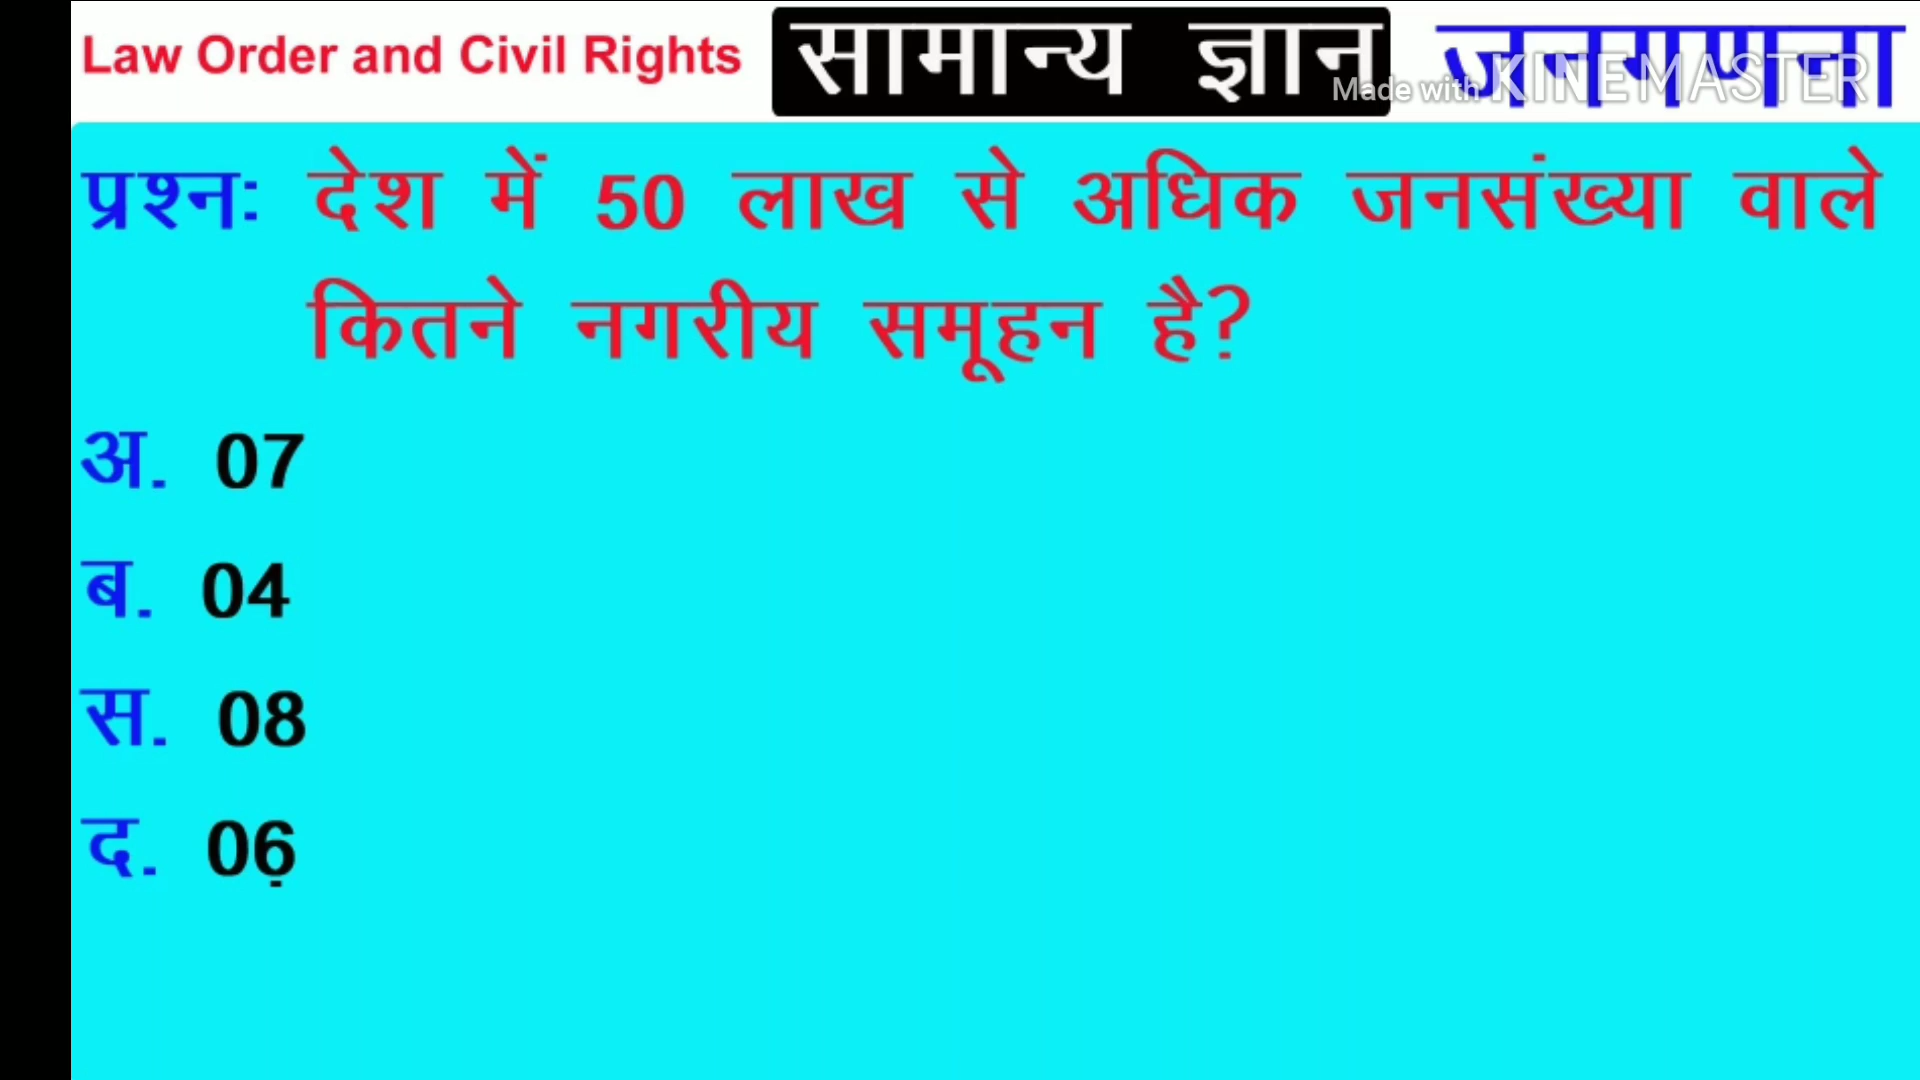 Law Order and Civil Rights सामान्य ज्ञान जनगणना
Made with KINEMASTER
प्रश्न: देश में 50 लाख से अधिक जनसंख्या वाले
कितने नगरीय समूहन है?
अ. 07
ब. 04
स. 08
द. 06